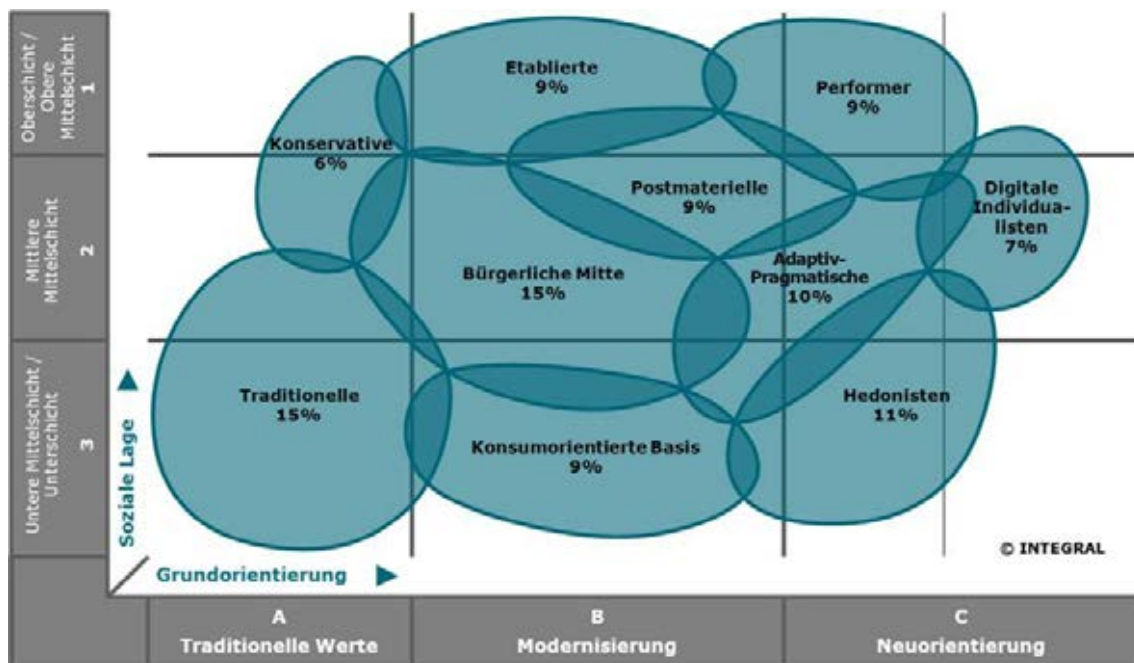 Oberschicht /
Obere
Mittelschicht
1
Mittlere
Mittelschicht
2
Untere Mittelschicht /
Unterschicht
3
Soziale Lage
Etablierte
9%
Performer
9%
Konservative
6%
Postmaterielle
9%
Digitale
Individua-
listen
7%
Bürgerliche Mitte
15%
Adaptiv-
Pragmatische
10%
Traditionelle
15%
Hedonisten
11%
Konsumorientierte Basis
9%
© INTEGRAL
Grundorientierung
A
Traditionelle Werte
B
Modernisierung
C
Neuorientierung